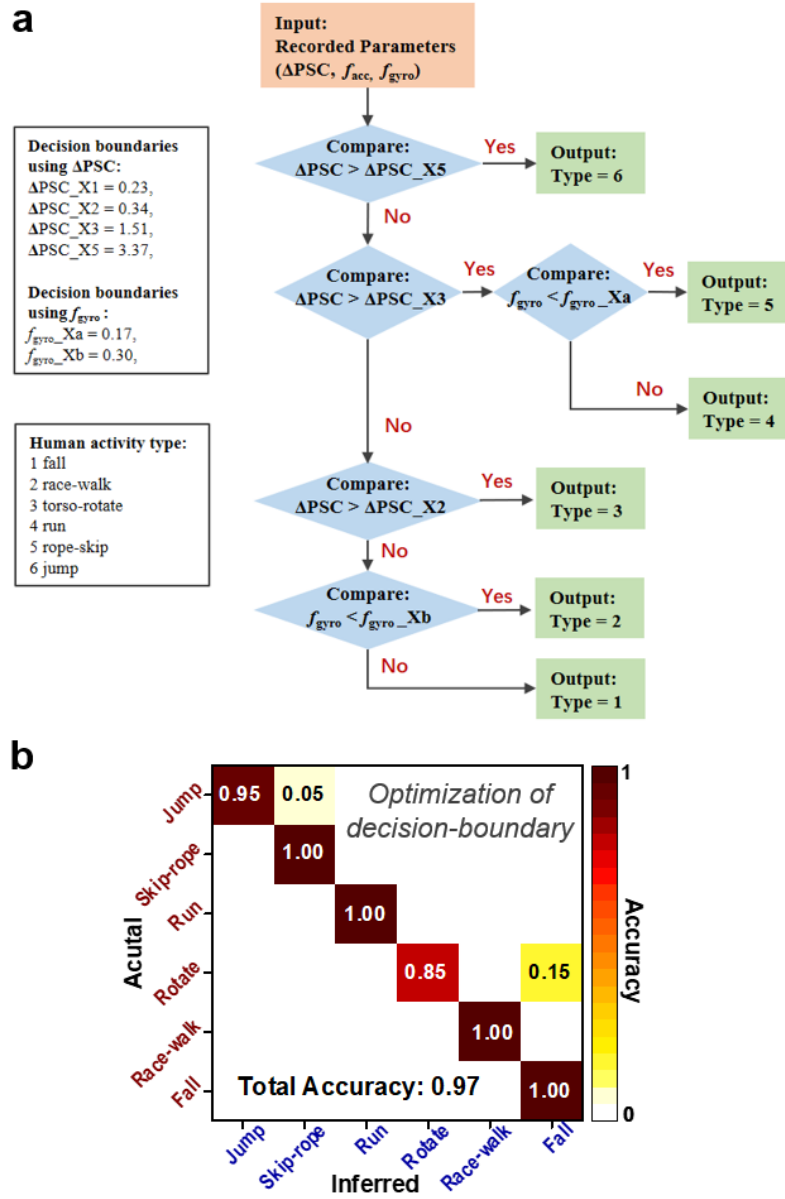 a
Input:
Recorded Parameters
(ΔPSC, facc, fgyro)
Compare:
ΔPSC > ΔPSC_X5
Yes
Output:
Type = 6
No
Decision boundaries
using ΔPSC:
ΔPSC_X1 = 0.23,
ΔPSC_X2 = 0.34,
ΔPSC_X3 = 1.51,
ΔPSC_X5 = 3.37,
Decision boundaries
using fgyro :
fgyro_Xa = 0.17,
fgyro_Xb = 0.30,
Compare:
ΔPSC > ΔPSC_X3
Yes
Compare:
fgyro < fgyro_Xa
Yes
Output:
Type = 5
No
Output:
Type = 4
No
Human activity type:
1 fall
2 race-walk
3 torso-rotate
4 run
5 rope-skip
6 jump
Compare:
ΔPSC > ΔPSC_X2
Yes
Output:
Type = 3
No
Compare:
fgyro < fgyro_Xb
Yes
Output:
Type = 2
No
Output:
Type = 1
b
Acutal
Jump
Skip-rope
Run
Rotate
Race-walk
Fall
0.95 0.05
Optimization of
decision-boundary
1.00
1.00
0.85 0.15
1.00
Total Accuracy: 0.97 1.00
1
Accuracy
0
Jump
Skip-rope
Run
Rotate
Race-walk
Fall
Inferred